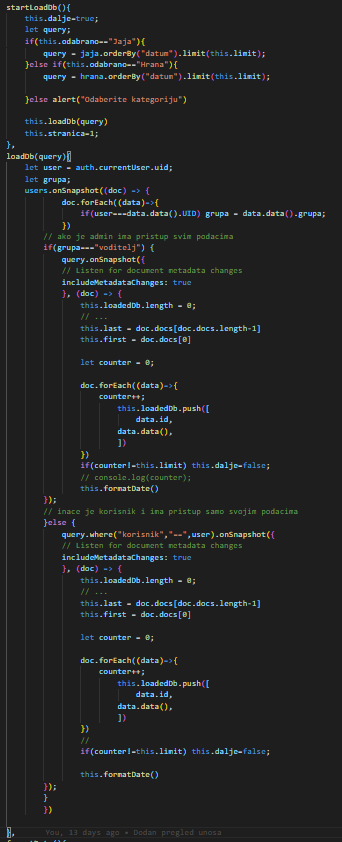 startLoadDb(){
this.dalje=true;
let query;
if(this.odabrano=="Jaja"){
query = jaja.orderBy("datum").limit(this.limit);
}else if(this.odabrano=="Hrana"){
query = hrana.orderBy("datum").limit(this.limit);
}else alert("Odaberite kategoriju")
this.loadDb(query)
this.stranica=1;
},
loadDb(query){
let user = auth.currentUser.uid;
let grupa;
users.onSnapshot((doc) => {
doc.forEach((data)=>{
if(user===data.data().UID) grupa = data.data().grupa;
})
// ako je admin ima pristup svim podacima
if(grupa==="voditelj") {
query.onSnapshot({
// Listen for document metadata changes
includeMetadataChanges: true
}, (doc) => {
this.loadedDb.length = 0;
// ...
this.last = doc.docs[doc.docs.length-1]
this.first = doc.docs[0]
let counter = 0;
doc.forEach((data)=>{
counter++;
this.loadedDb.push([
data.id,
data.data(),
])
})
if(counter!=this.limit) this.dalje=false;
// console.log(counter);
this.formatDate()
});
// inace je korisnik i ima pristup samo svojim podacima
}else {
query.where("korisnik","==",user).onSnapshot({
// Listen for document metadata changes
includeMetadataChanges: true
}, (doc) => {
this.loadedDb.length = 0;
// ...
this.last = doc.docs[doc.docs.length-1]
this.first = doc.docs[0]
let counter = 0;
doc.forEach((data)=>{
counter++;
this.loadedDb.push([
data.id,
data.data(),
])
})
//
if(counter!=this.limit) this.dalje=false;
this.formatDate()
});
}
})
}, You, 13 days ago • Dodan pregled unosa